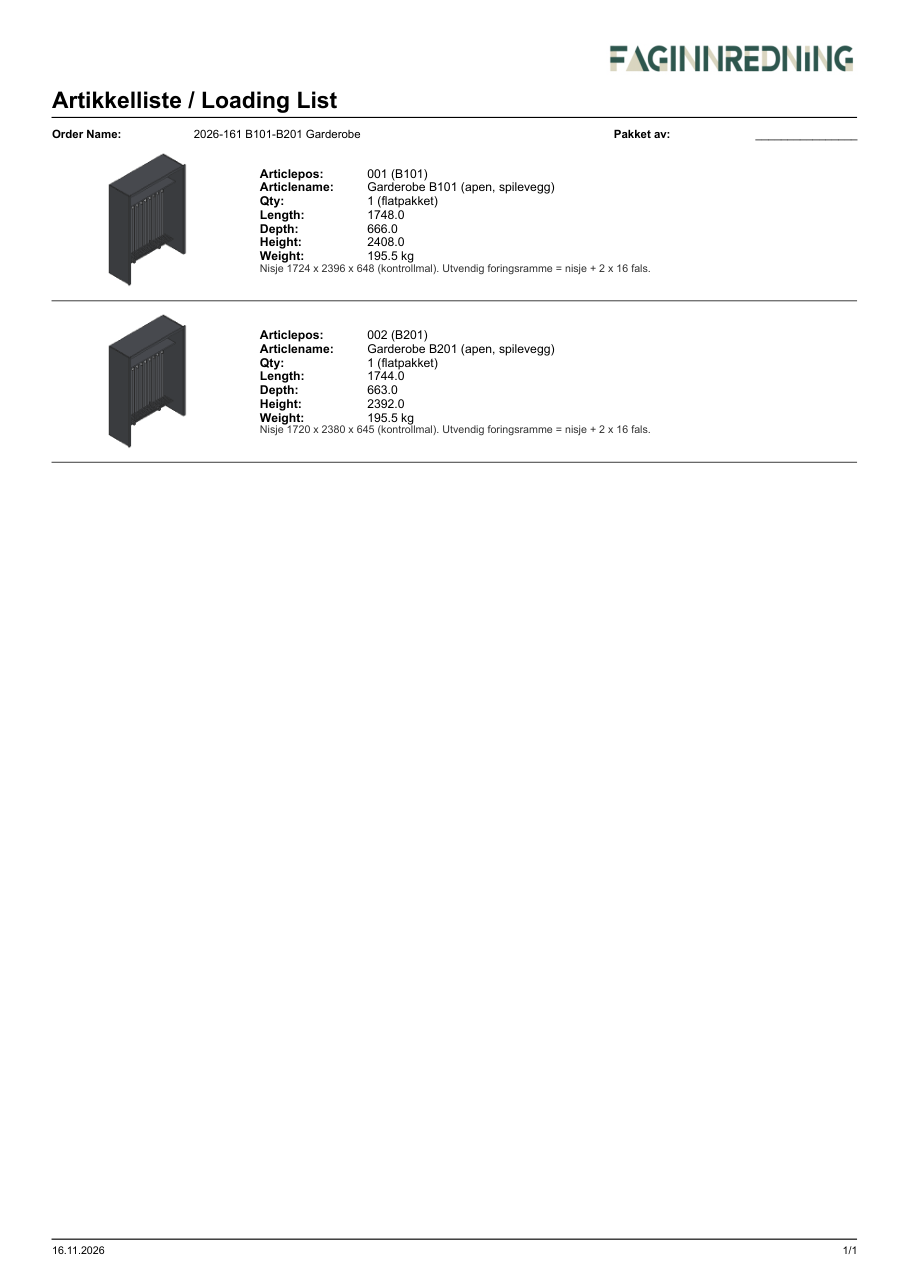 FAGINNREDNiNG
Artikkelliste / Loading List
Order Name: 2026-161 B101-B201 Garderobe Pakket av: ________________
Articlepos: 001 (B101)
Articlename: Garderobe B101 (apen, spilevegg)
Qty: 1 (flatpakket)
Length: 1748.0
Depth: 666.0
Height: 2408.0
Weight: 195.5 kg
Nisje 1724 x 2396 x 648 (kontrollmal). Utvendig foringsramme = nisje + 2 x 16 fals.
Articlepos: 002 (B201)
Articlename: Garderobe B201 (apen, spilevegg)
Qty: 1 (flatpakket)
Length: 1744.0
Depth: 663.0
Height: 2392.0
Weight: 195.5 kg
Nisje 1720 x 2380 x 645 (kontrollmal). Utvendig foringsramme = nisje + 2 x 16 fals.
16.11.2026 1/1